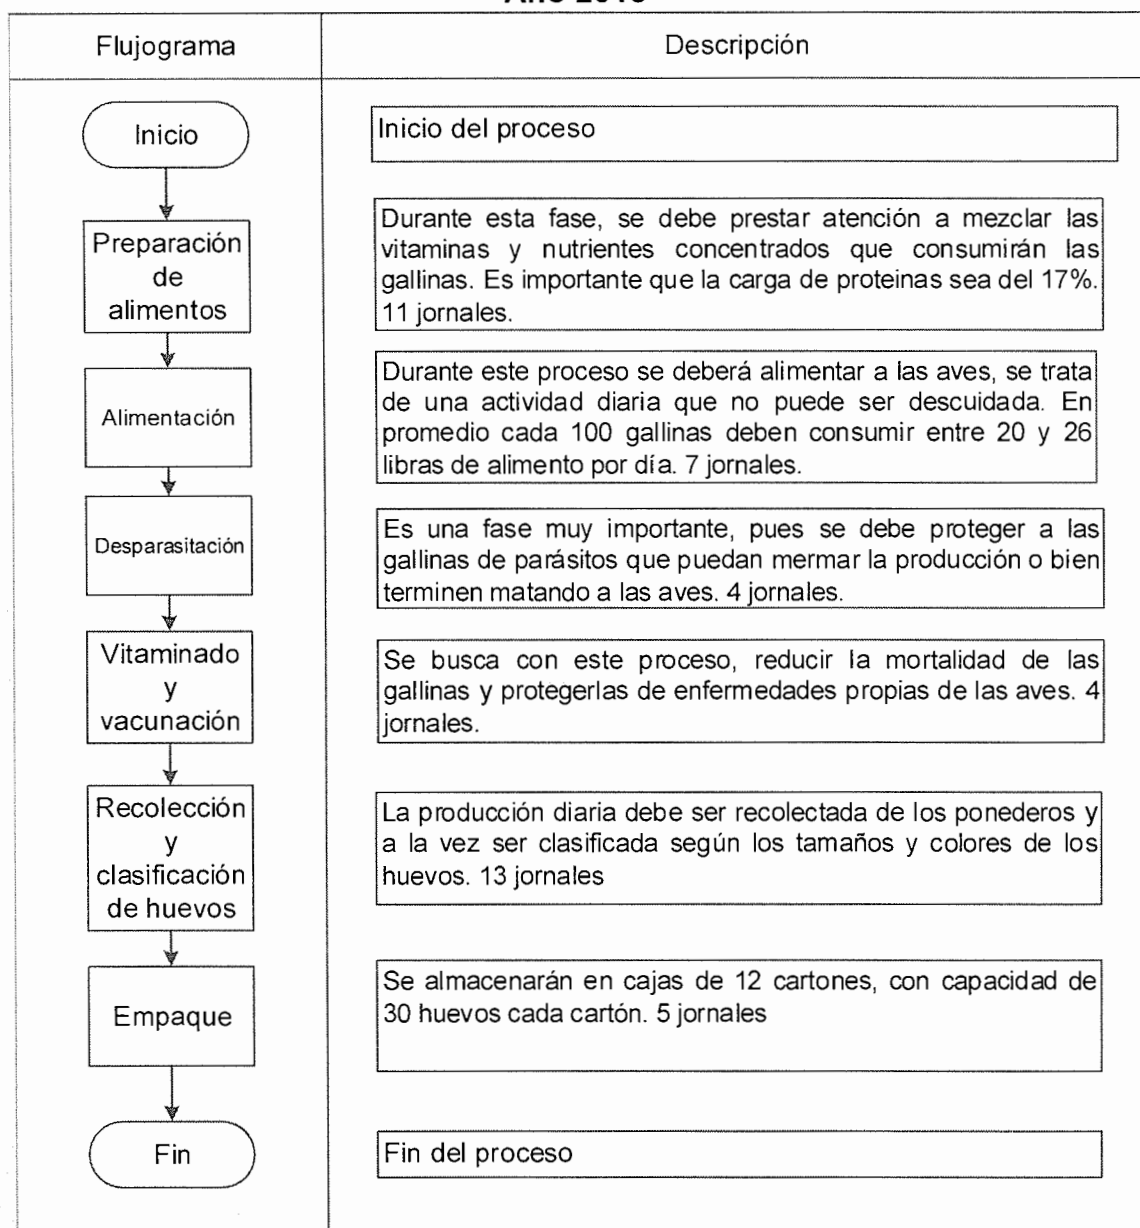 Flujograma
Descripción
Inicio
Inicio del proceso
Preparación
de
alimentos
Durante esta fase, se debe prestar atención a mezclar las
vitaminas y nutrientes concentrados que consumirán las
gallinas. Es importante que la carga de proteinas sea del 17%.
11 jornales.
Alimentación
Durante este proceso se deberá alimentar a las aves, se trata
de una actividad diaria que no puede ser descuidada. En
promedio cada 100 gallinas deben consumir entre 20 y 26
libras de alimento por día. 7 jornales.
Desparasitación
Es una fase muy importante, pues se debe proteger a las
gallinas de parásitos que puedan mermar la producción o bien
terminen matando a las aves. 4 jornales.
Vitaminado
y
vacunación
Se busca con este proceso, reducir la mortalidad de las
gallinas y protegerlas de enfermedades propias de las aves. 4
jornales.
Recolección
y
clasificación
de huevos
La producción diaria debe ser recolectada de los ponederos y
a la vez ser clasificada según los tamaños y colores de los
huevos. 13 jornales
Empaque
Se almacenarán en cajas de 12 cartones, con capacidad de
30 huevos cada cartón. 5 jornales
Fin
Fin del proceso